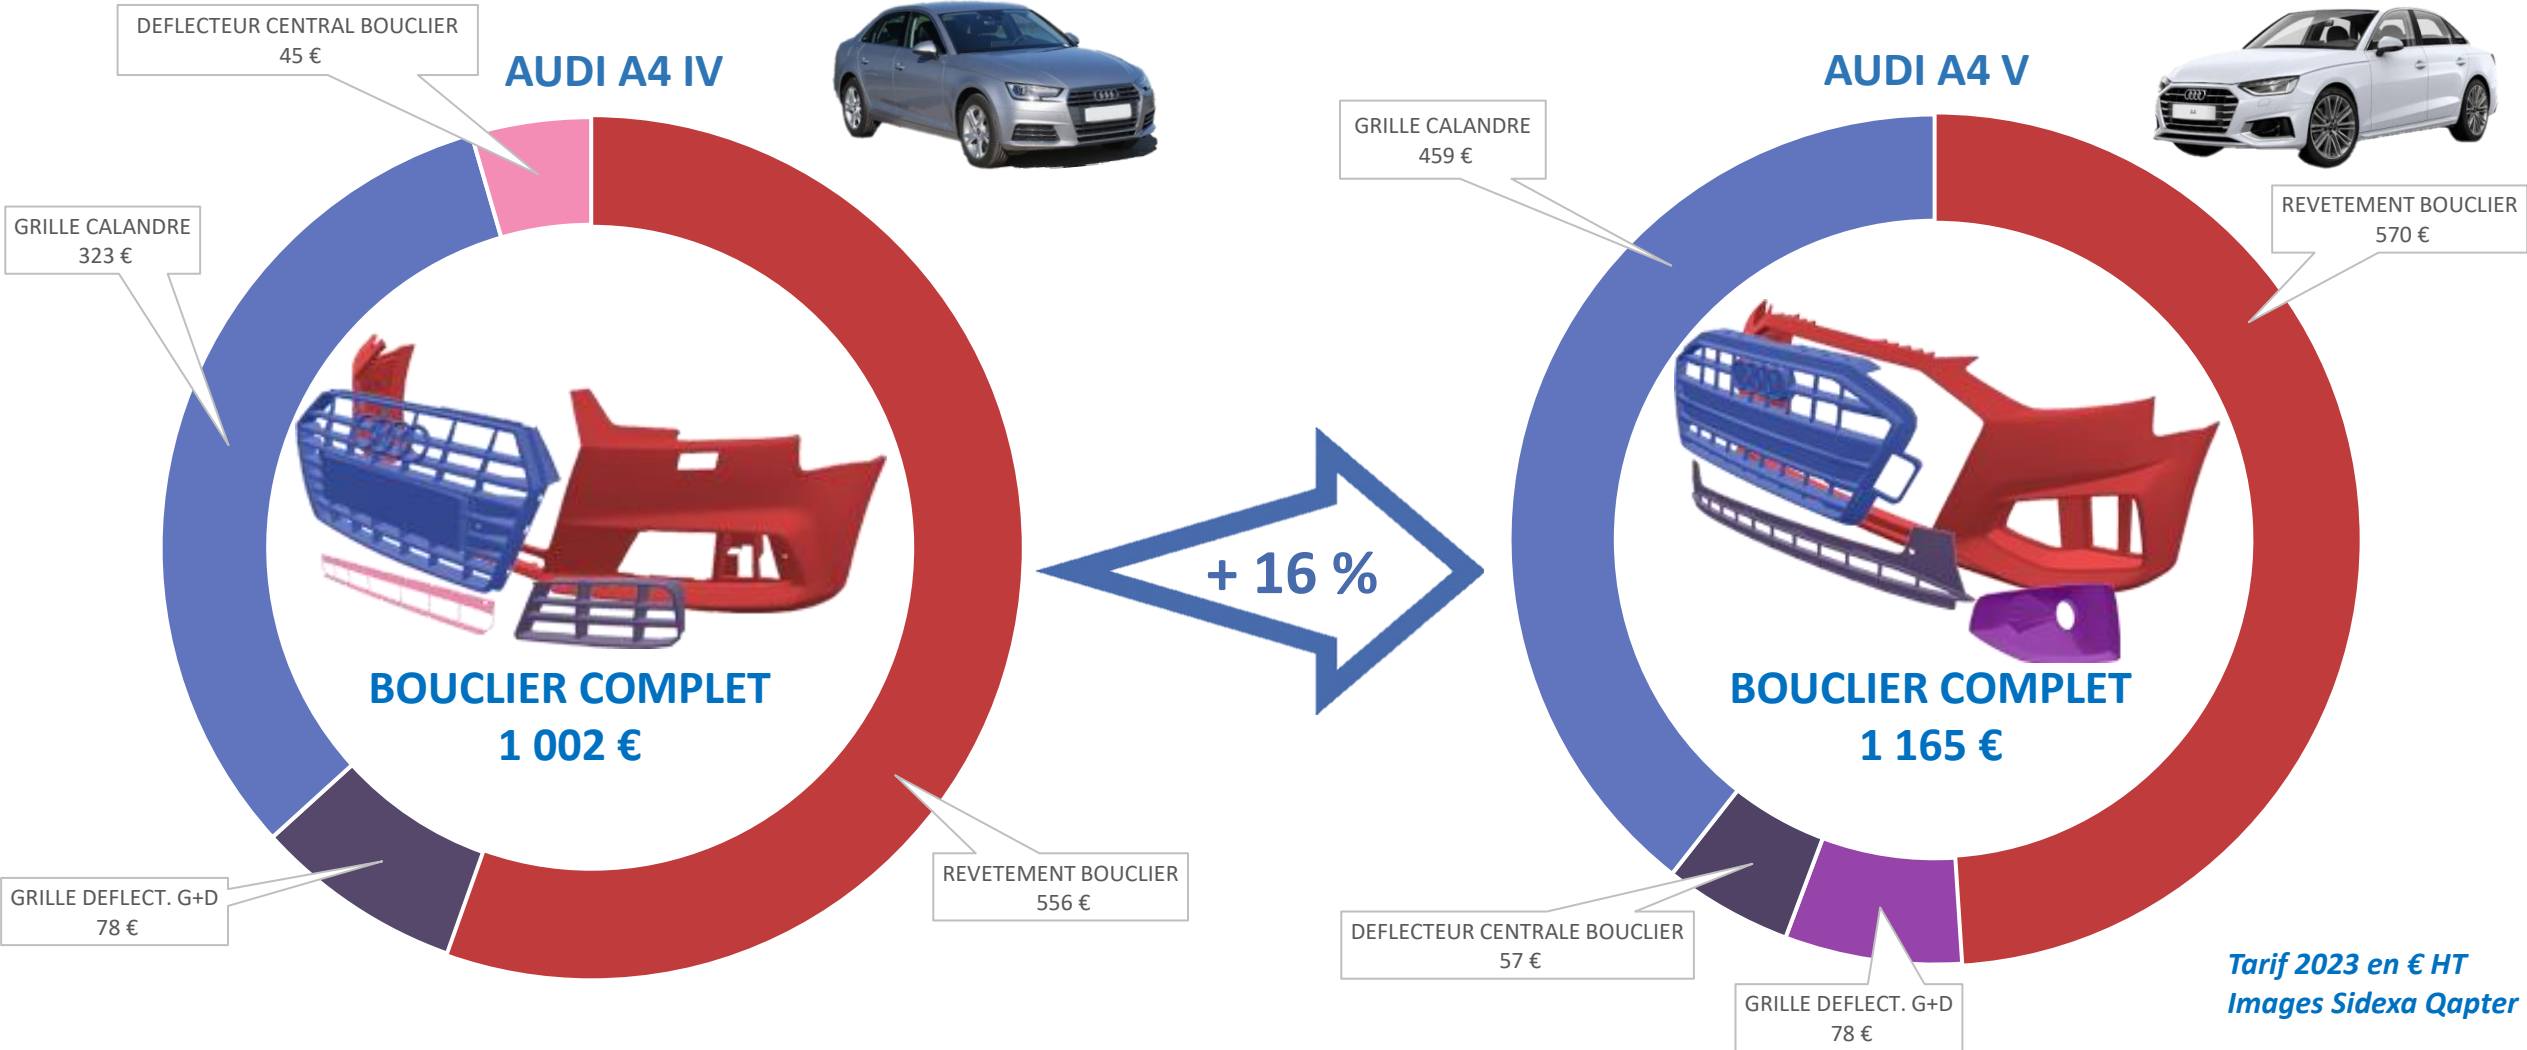 DEFLECTEUR CENTRAL BOUCLIER
45 €
AUDI A4 IV
GRILLE CALANDRE
323 €
BOUCLIER COMPLET
1 002 €
GRILLE DEFLECT. G+D
78 €
REVETEMENT BOUCLIER
556 €
+ 16 %
AUDI A4 V
GRILLE CALANDRE
459 €
REVETEMENT BOUCLIER
570 €
BOUCLIER COMPLET
1 165 €
DEFLECTEUR CENTRALE BOUCLIER
57 €
GRILLE DEFLECT. G+D
78 €
Tarif 2023 en € HT
Images Sidexa Qapter